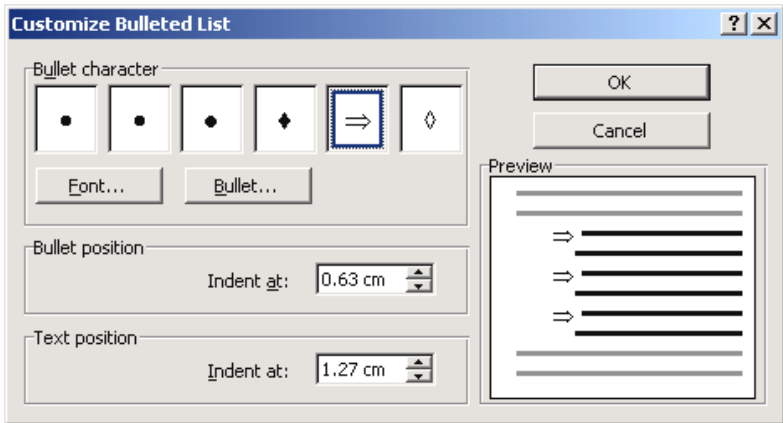 Customize Bulleted List
Bullet character
● ● ● ♦ ⇒ ◊
Font... Bullet...
Bullet position
Indent at: 0.63 cm
Text position
Indent at: 1.27 cm
OK
Cancel
Preview
⇒
⇒
⇒